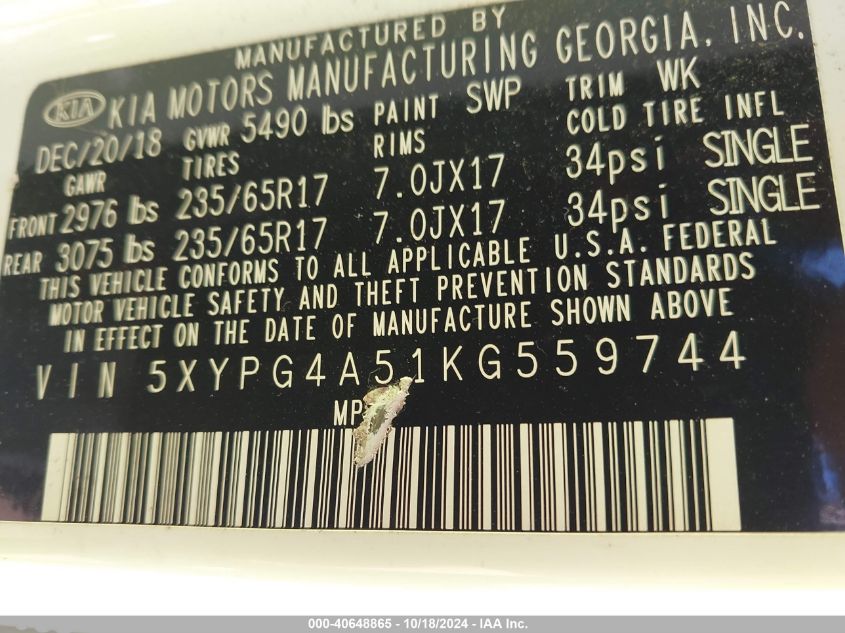 MANUFACTURED BY
KIA KIA MOTORS MANUFACTURING GEORGIA, INC.
DEC/20/18 GVWR 5490 lbs PAINT SWP TRIM WK
GAWR TIRES RIMS COLD TIRE INFL
FRONT 2976 lbs 235/65R17 7.0JX17 34psi SINGLE
REAR 3075 lbs 235/65R17 7.0JX17 34psi SINGLE
THIS VEHICLE CONFORMS TO ALL APPLICABLE U.S.A. FEDERAL
MOTOR VEHICLE SAFETY AND THEFT PREVENTION STANDARDS
IN EFFECT ON THE DATE OF MANUFACTURE SHOWN ABOVE
VIN 5XYPG4A51KG559744
000-40648865 - 10/18/2024 - IAA Inc.